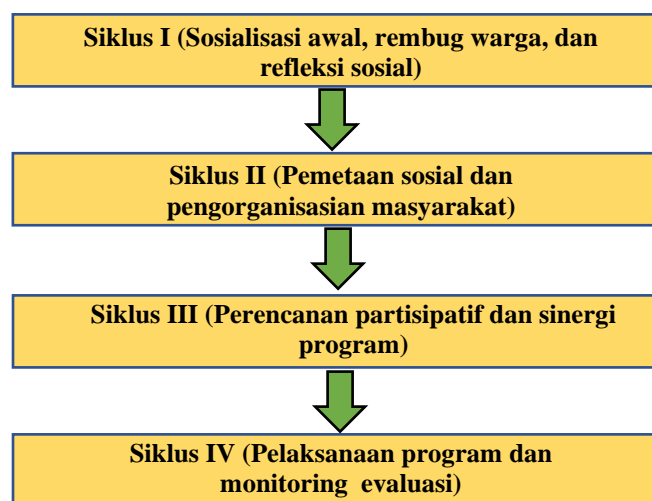 Siklus I (Sosialisasi awal, rembug warga, dan
refleksi sosial)
Siklus II (Pemetaan sosial dan
pengorganisasian masyarakat)
Siklus III (Perencanan partisipatif dan sinergi
program)
Siklus IV (Pelaksanaan program dan
monitoring evaluasi)